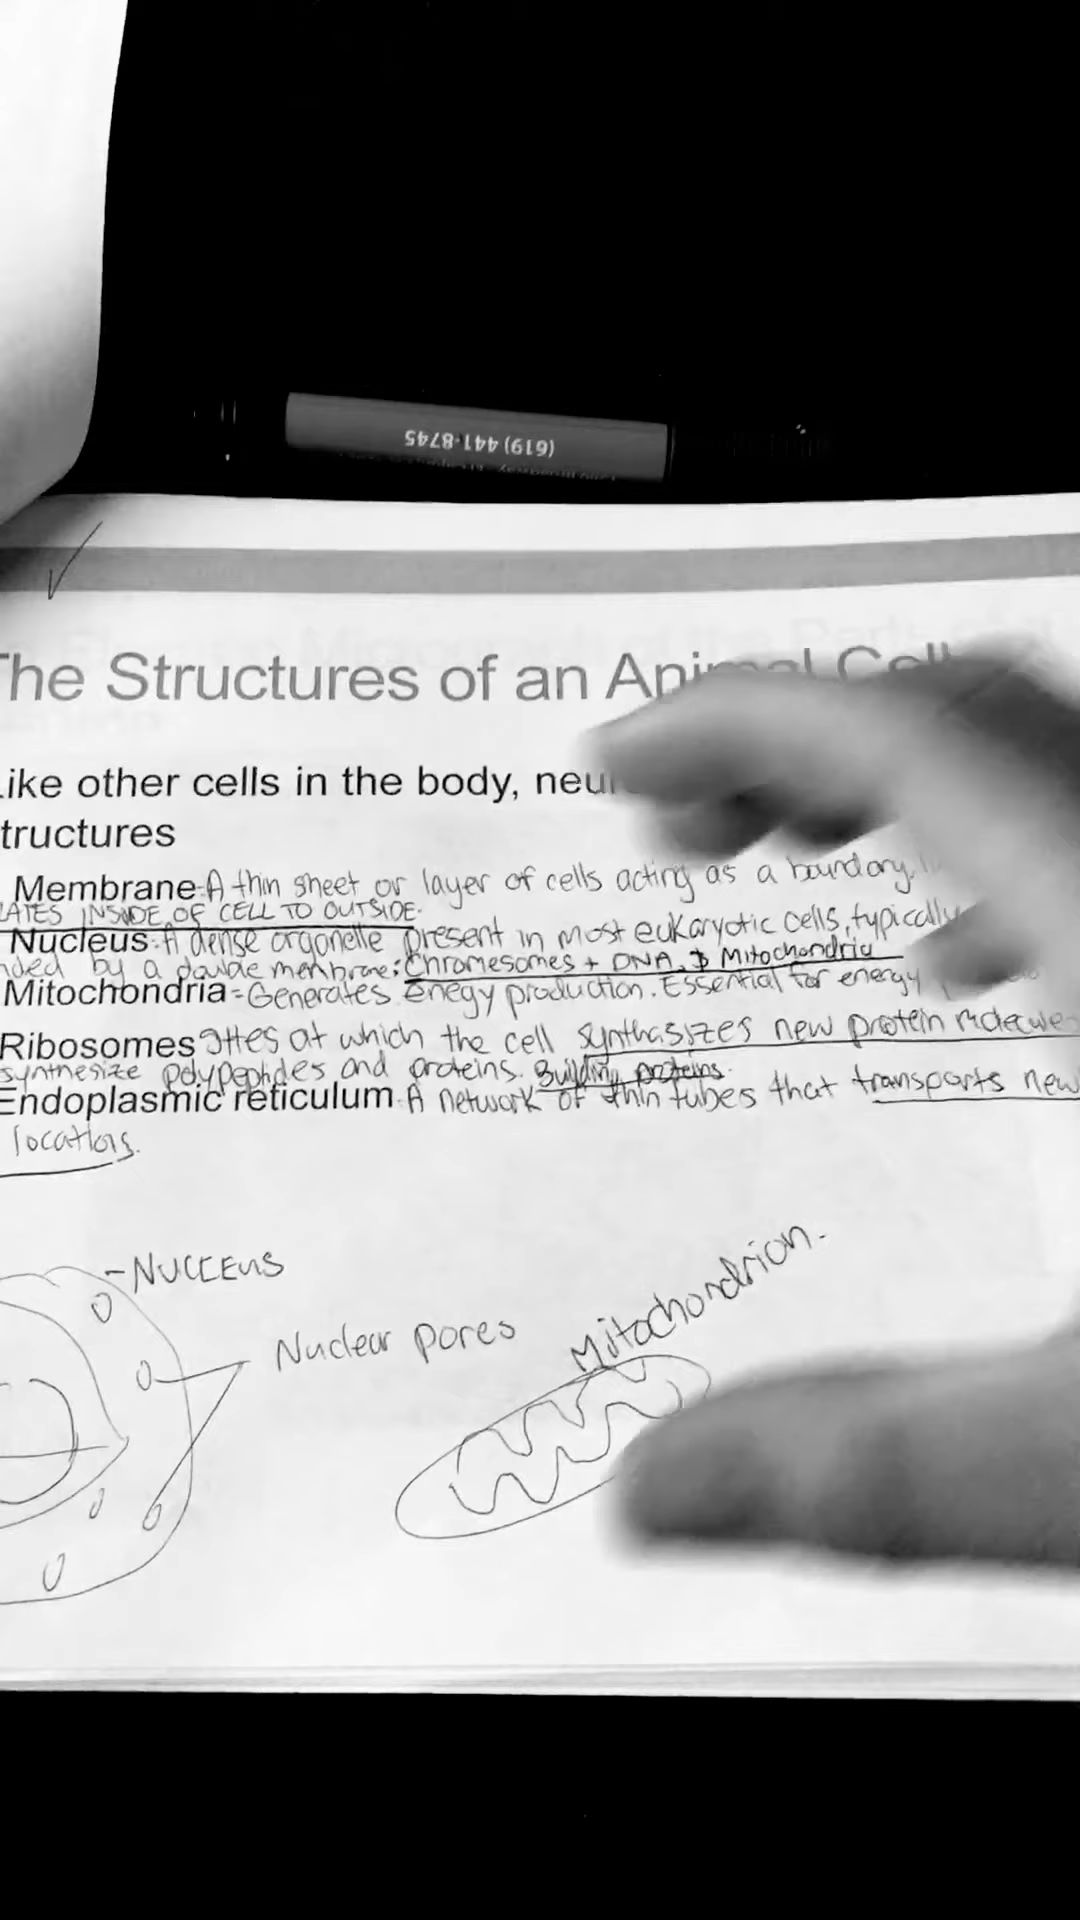 (619) 441-8745
The Structures of an Animal Cell
Like other cells in the body, neu
tructures
Membrane-A thin sheet or layer of cells acting as a boundary,
LATES INSIDE OF CELL TO OUTSIDE.
Nucleus-A dense organelle present in most eukaryotic cells, typically
nded by a double membrane: Chromesomes + DNA, & Mitochondria
Mitochondria-Generates enegy production. Essential for energy
Ribosomes sites at which the cell synthasizes new protein
synthesize polypephides and proteins. Building proteins.
Endoplasmic reticulum-A network of thin tubes that transports new
locations.
-NUCLEUS
Nuclear pores
Mitochondrion.